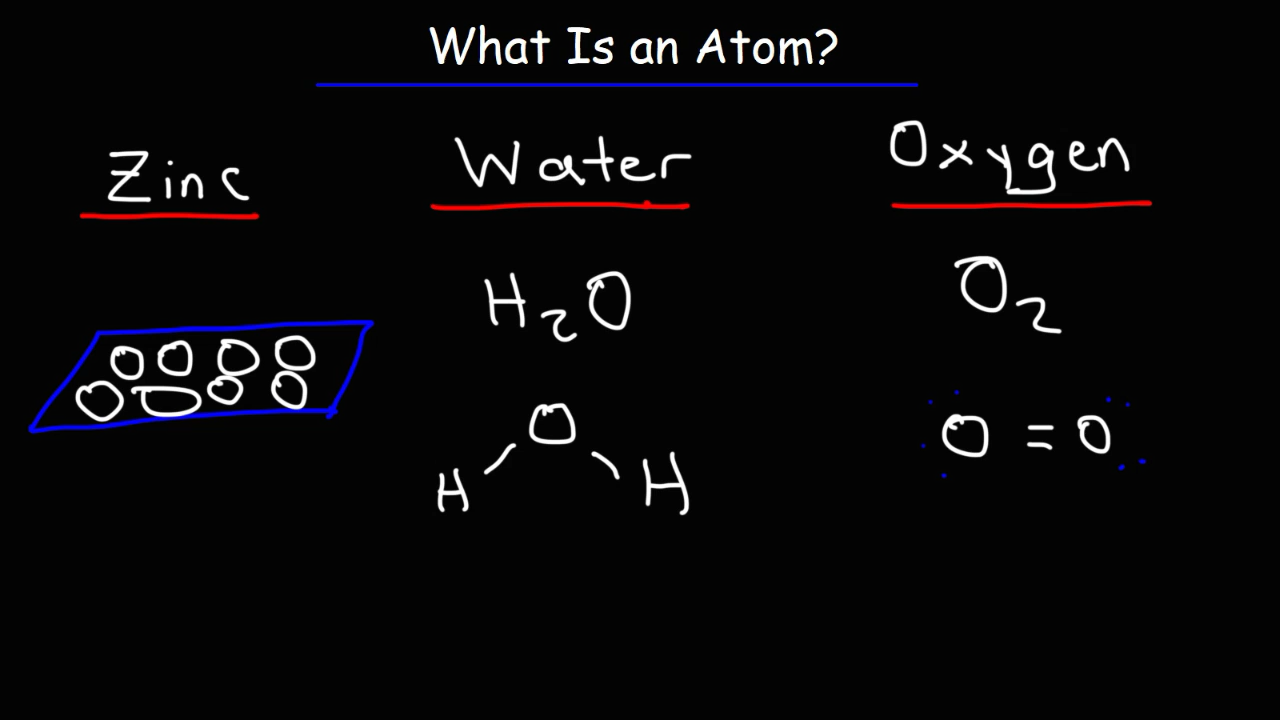 What Is an Atom?
Zinc
Water
Oxygen
H₂O
O₂
O
H H
O = O